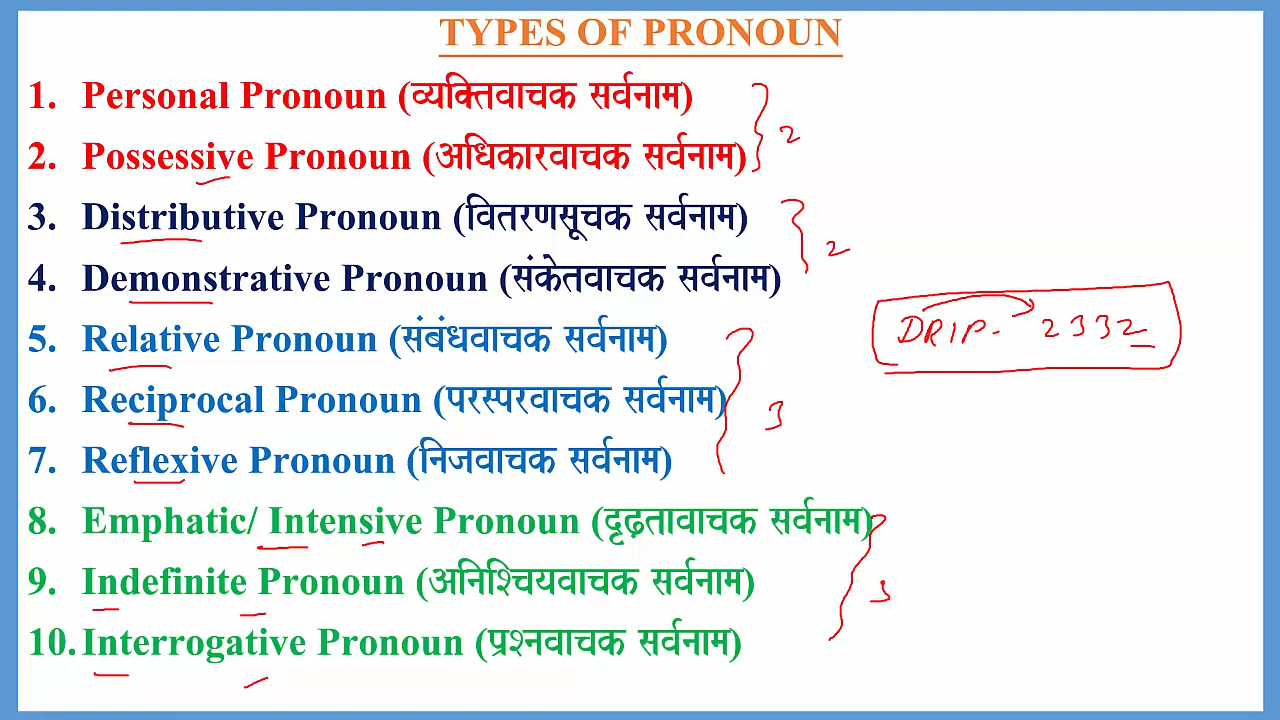 TYPES OF PRONOUN
1. Personal Pronoun (व्यक्तिवाचक सर्वनाम)
2. Possessive Pronoun (अधिकारवाचक सर्वनाम)
2
3. Distributive Pronoun (वितरणसूचक सर्वनाम)
4. Demonstrative Pronoun (संकेतवाचक सर्वनाम)
2
5. Relative Pronoun (संबंधवाचक सर्वनाम)
6. Reciprocal Pronoun (परस्परवाचक सर्वनाम)
7. Reflexive Pronoun (निजवाचक सर्वनाम)
3
DRIP- 2332
8. Emphatic/ Intensive Pronoun (दृढ़तावाचक सर्वनाम)
9. Indefinite Pronoun (अनिश्चियवाचक सर्वनाम)
10. Interrogative Pronoun (प्रश्नवाचक सर्वनाम)
3